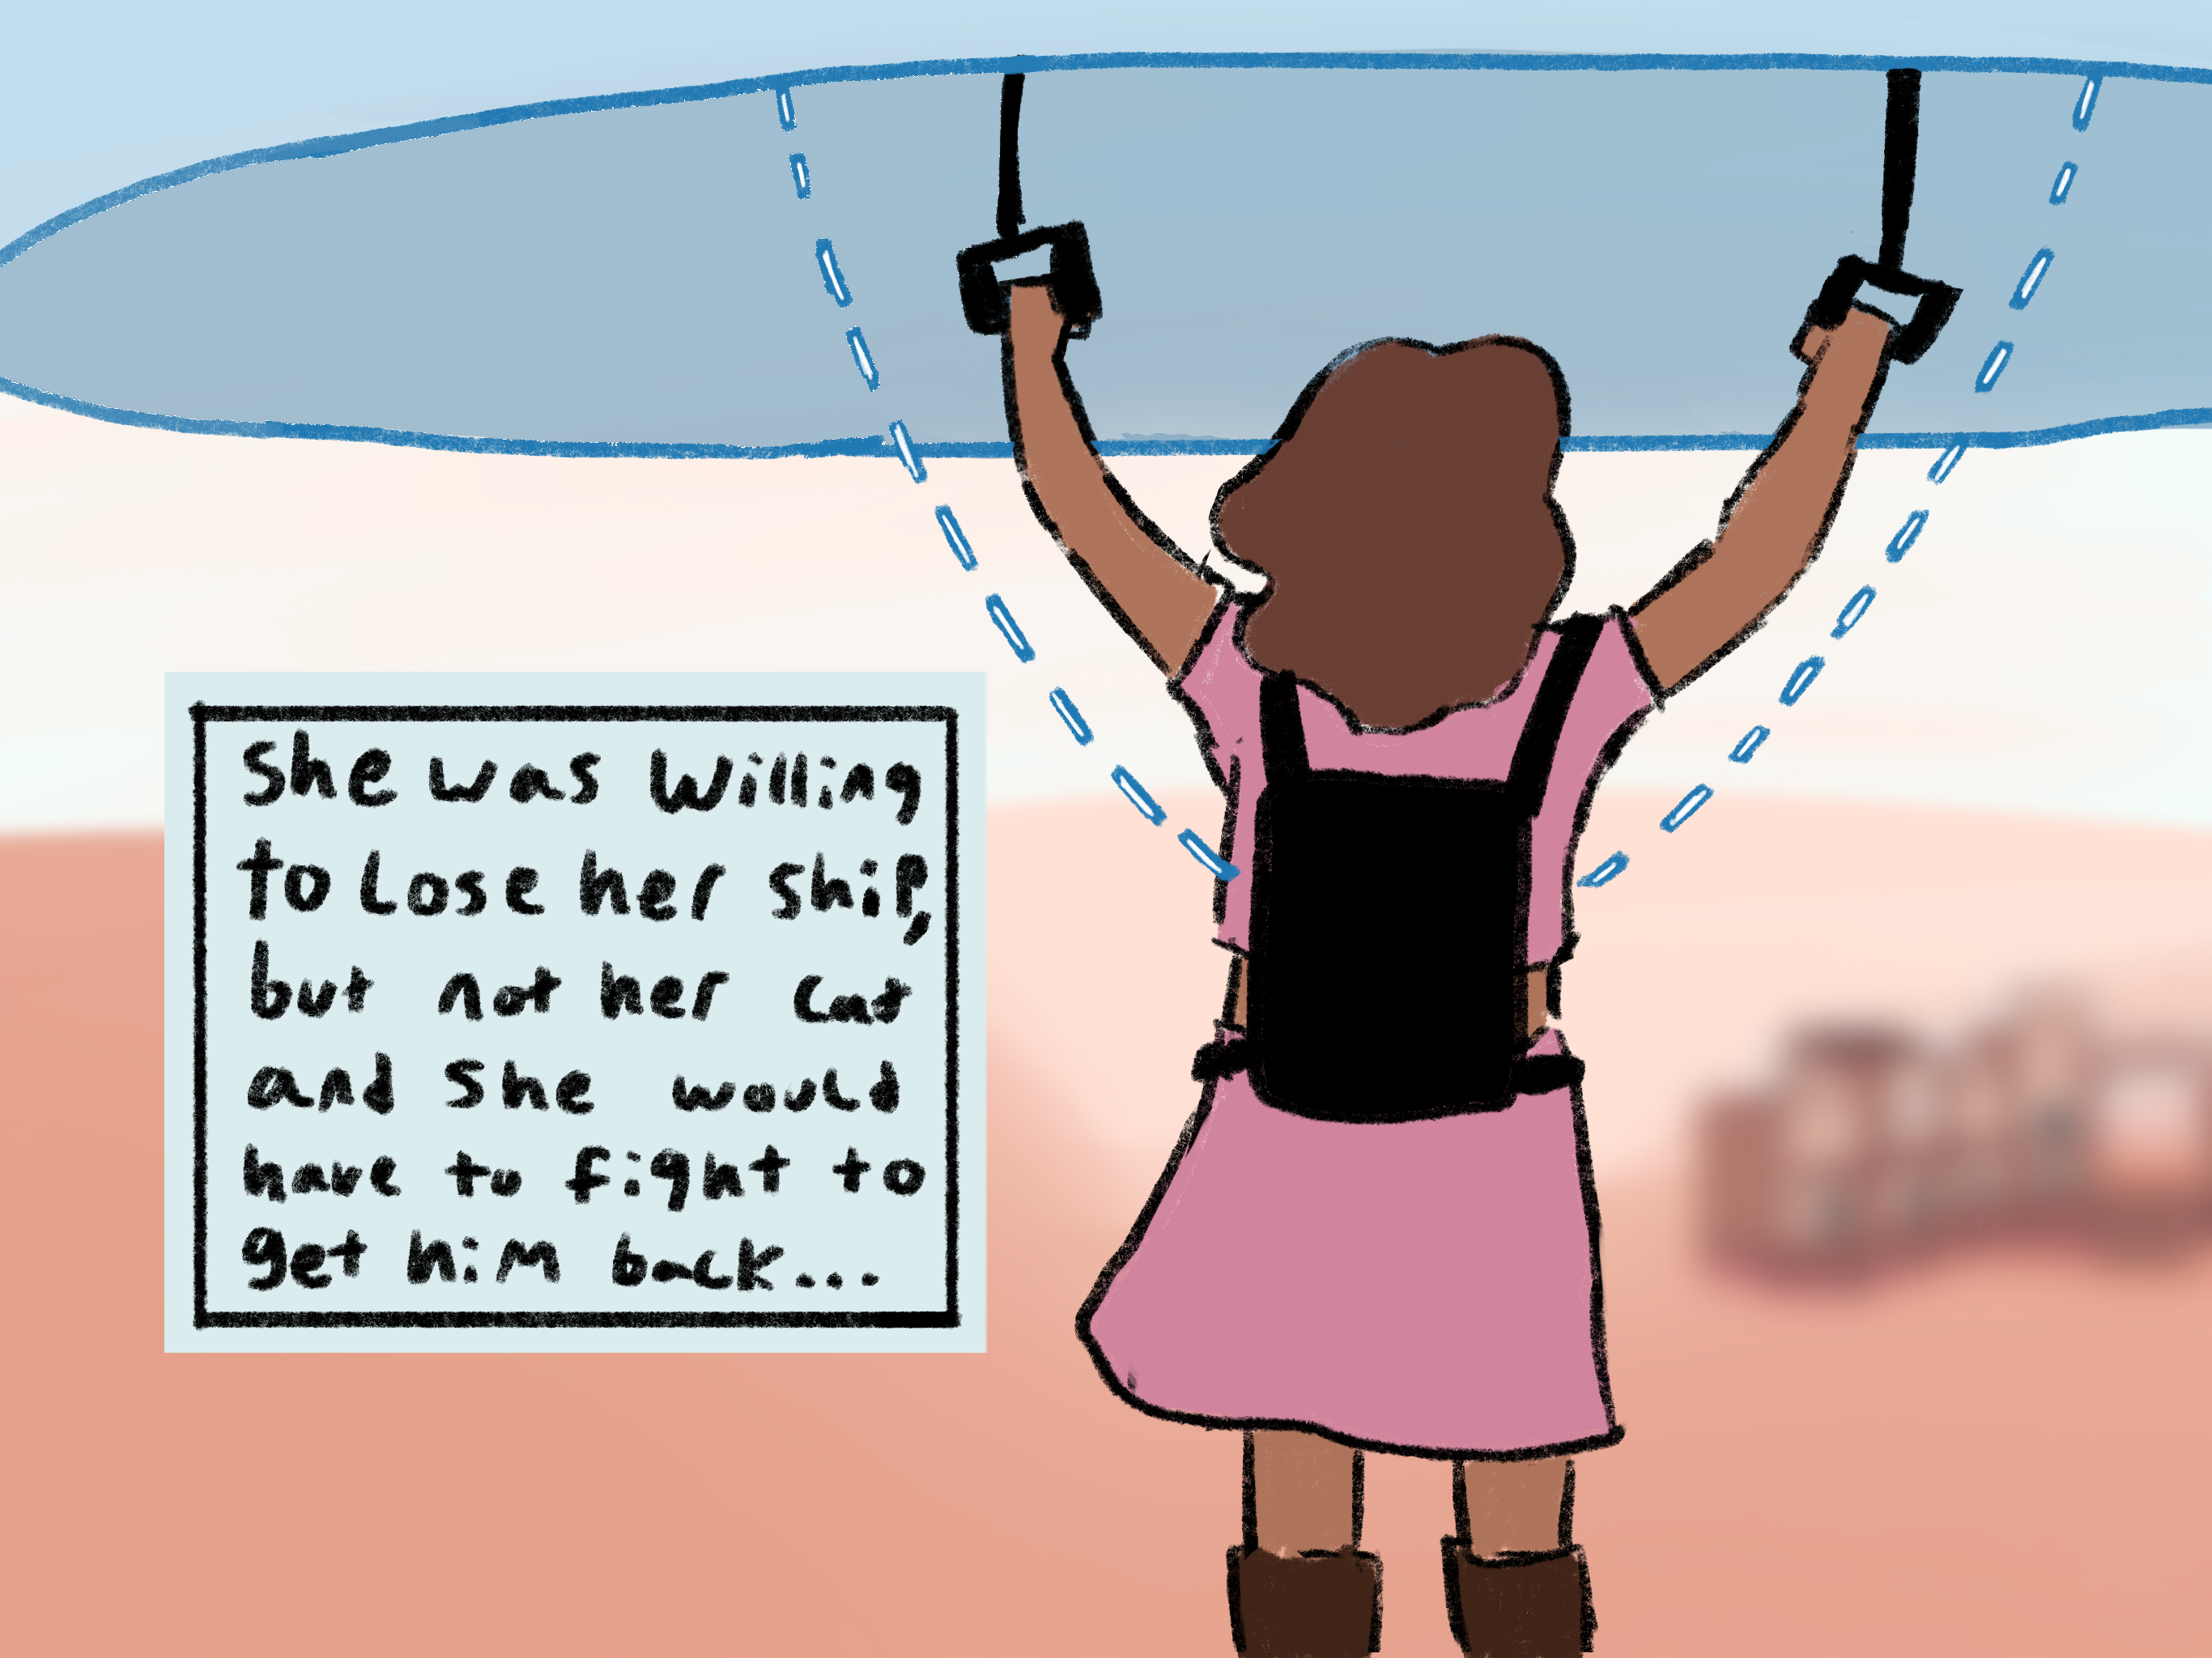 She was willing
to Lose her ship,
but not her cat
and she would
have to fight to
get him back...